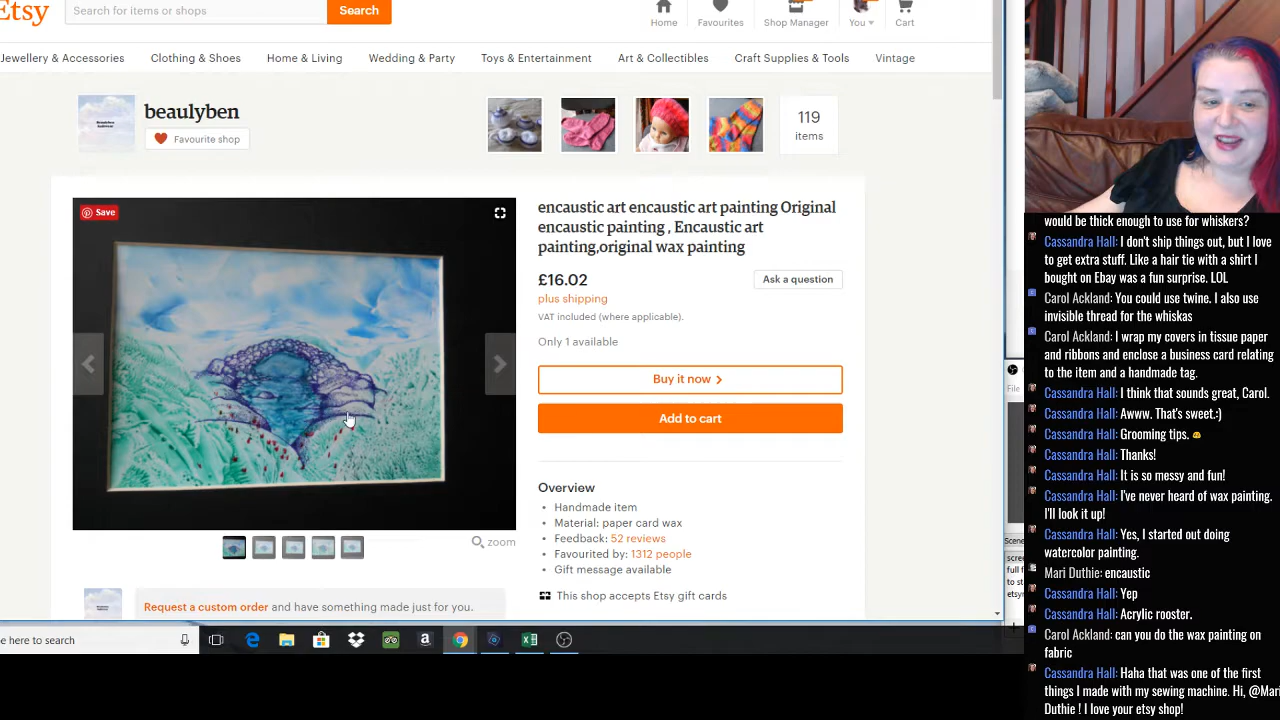 Etsy
Search for items or shops
Search
Home
Favourites
Shop Manager
You
Cart
Jewellery & Accessories
Clothing & Shoes
Home & Living
Wedding & Party
Toys & Entertainment
Art & Collectibles
Craft Supplies & Tools
Vintage
beaulyben
Favourite shop
119
items
Save
encaustic art encaustic art painting Original
encaustic painting , Encaustic art
painting,original wax painting
£16.02
Ask a question
plus shipping
VAT included (where applicable).
Only 1 available
Buy it now
Add to cart
Overview
Handmade item
Material: paper card wax
Feedback: 52 reviews
Favourited by: 1312 people
Gift message available
This shop accepts Etsy gift cards
zoom
Request a custom order and have something made just for you.
e here to search
File
Scene
scre
full f
to st
etsy
would be thick enough to use for whiskers?
Cassandra Hall: I don't ship things out, but I love
to get extra stuff. Like a hair tie with a shirt I
bought on Ebay was a fun surprise. LOL
Carol Ackland: You could use twine. I also use
invisible thread for the whiskas
Carol Ackland: I wrap my covers in tissue paper
and ribbons and enclose a business card relating
to the item and a handmade tag.
Cassandra Hall: I think that sounds great, Carol.
Cassandra Hall: Awww. That's sweet.:)
Cassandra Hall: Grooming tips.
Cassandra Hall: Thanks!
Cassandra Hall: It is so messy and fun!
Cassandra Hall: I've never heard of wax painting.
I'll look it up!
Cassandra Hall: Yes, I started out doing
watercolor painting.
Mari Duthie: encaustic
Cassandra Hall: Yep
Cassandra Hall: Acrylic rooster.
Carol Ackland: can you do the wax painting on
fabric
Cassandra Hall: Haha that was one of the first
things I made with my sewing machine. Hi, @Mari
Duthie ! I love your etsy shop!